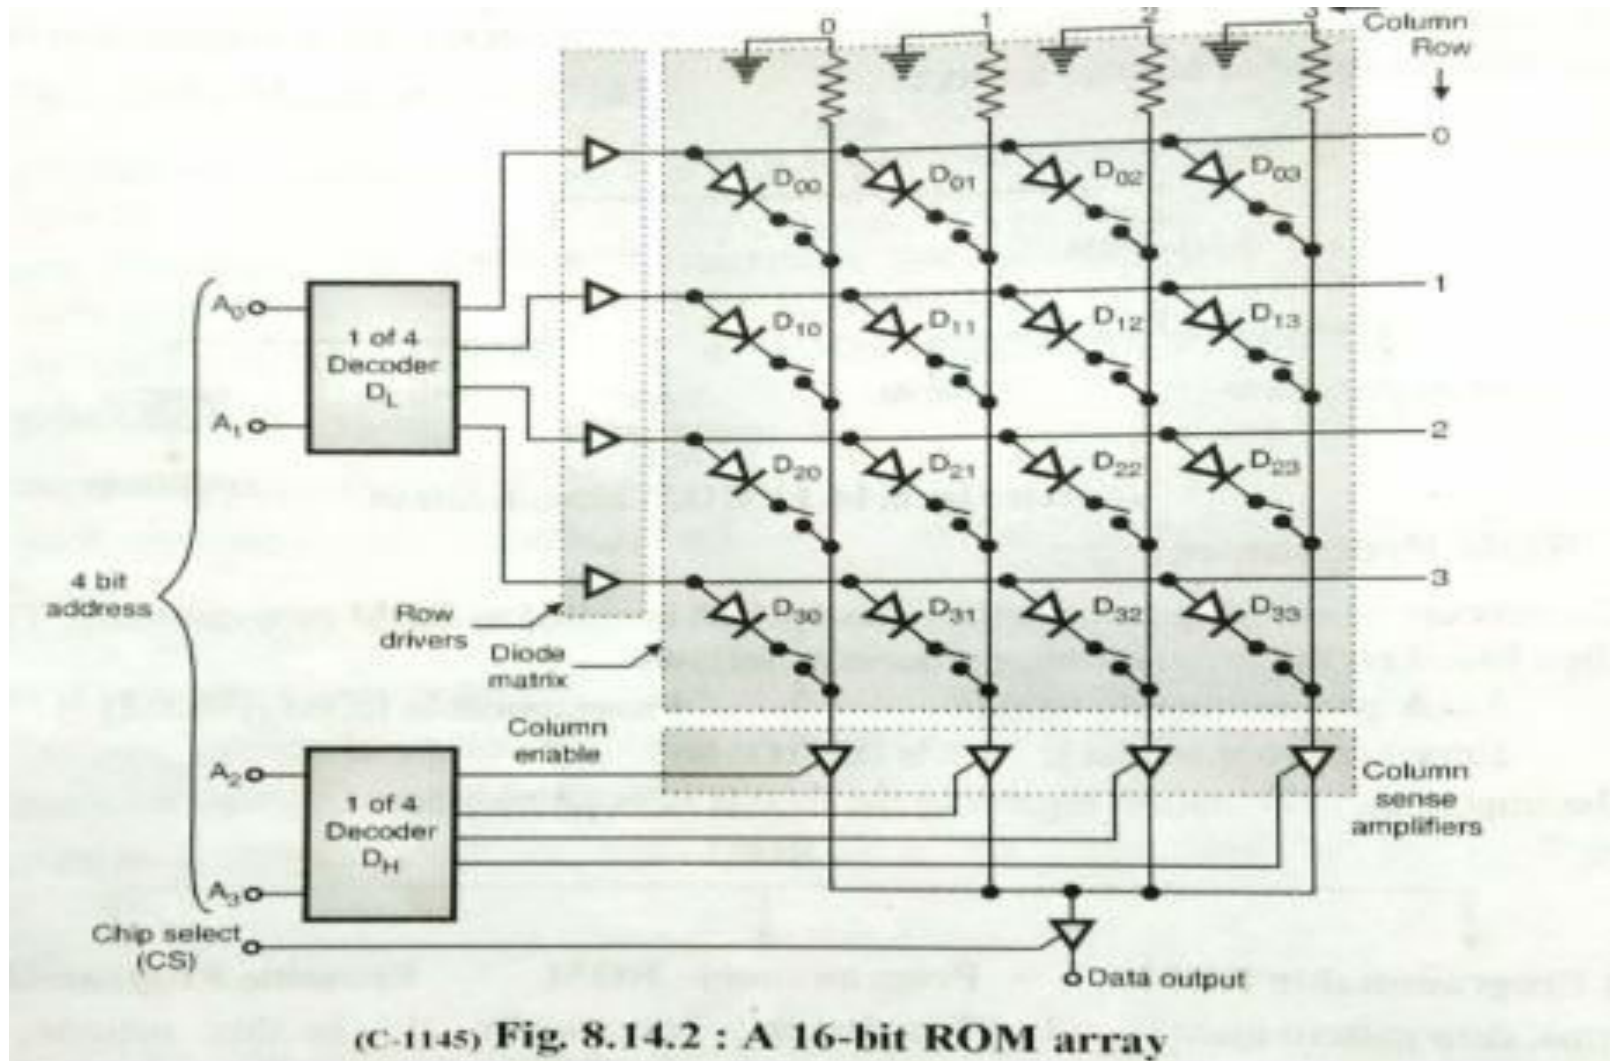 0 1 2 3
Column
Row
0
D00 D01 D02 D03
1
D10 D11 D12 D13
A0
1 of 4
Decoder
DL
A1
2
D20 D21 D22 D23
4 bit
address
3
D30 D31 D32 D33
Row
drivers
Diode
matrix
Column
enable
A2
1 of 4
Decoder
DH
A3
Column
sense
amplifiers
Chip select
(CS)
Data output
(C-1145) Fig. 8.14.2 : A 16-bit ROM array